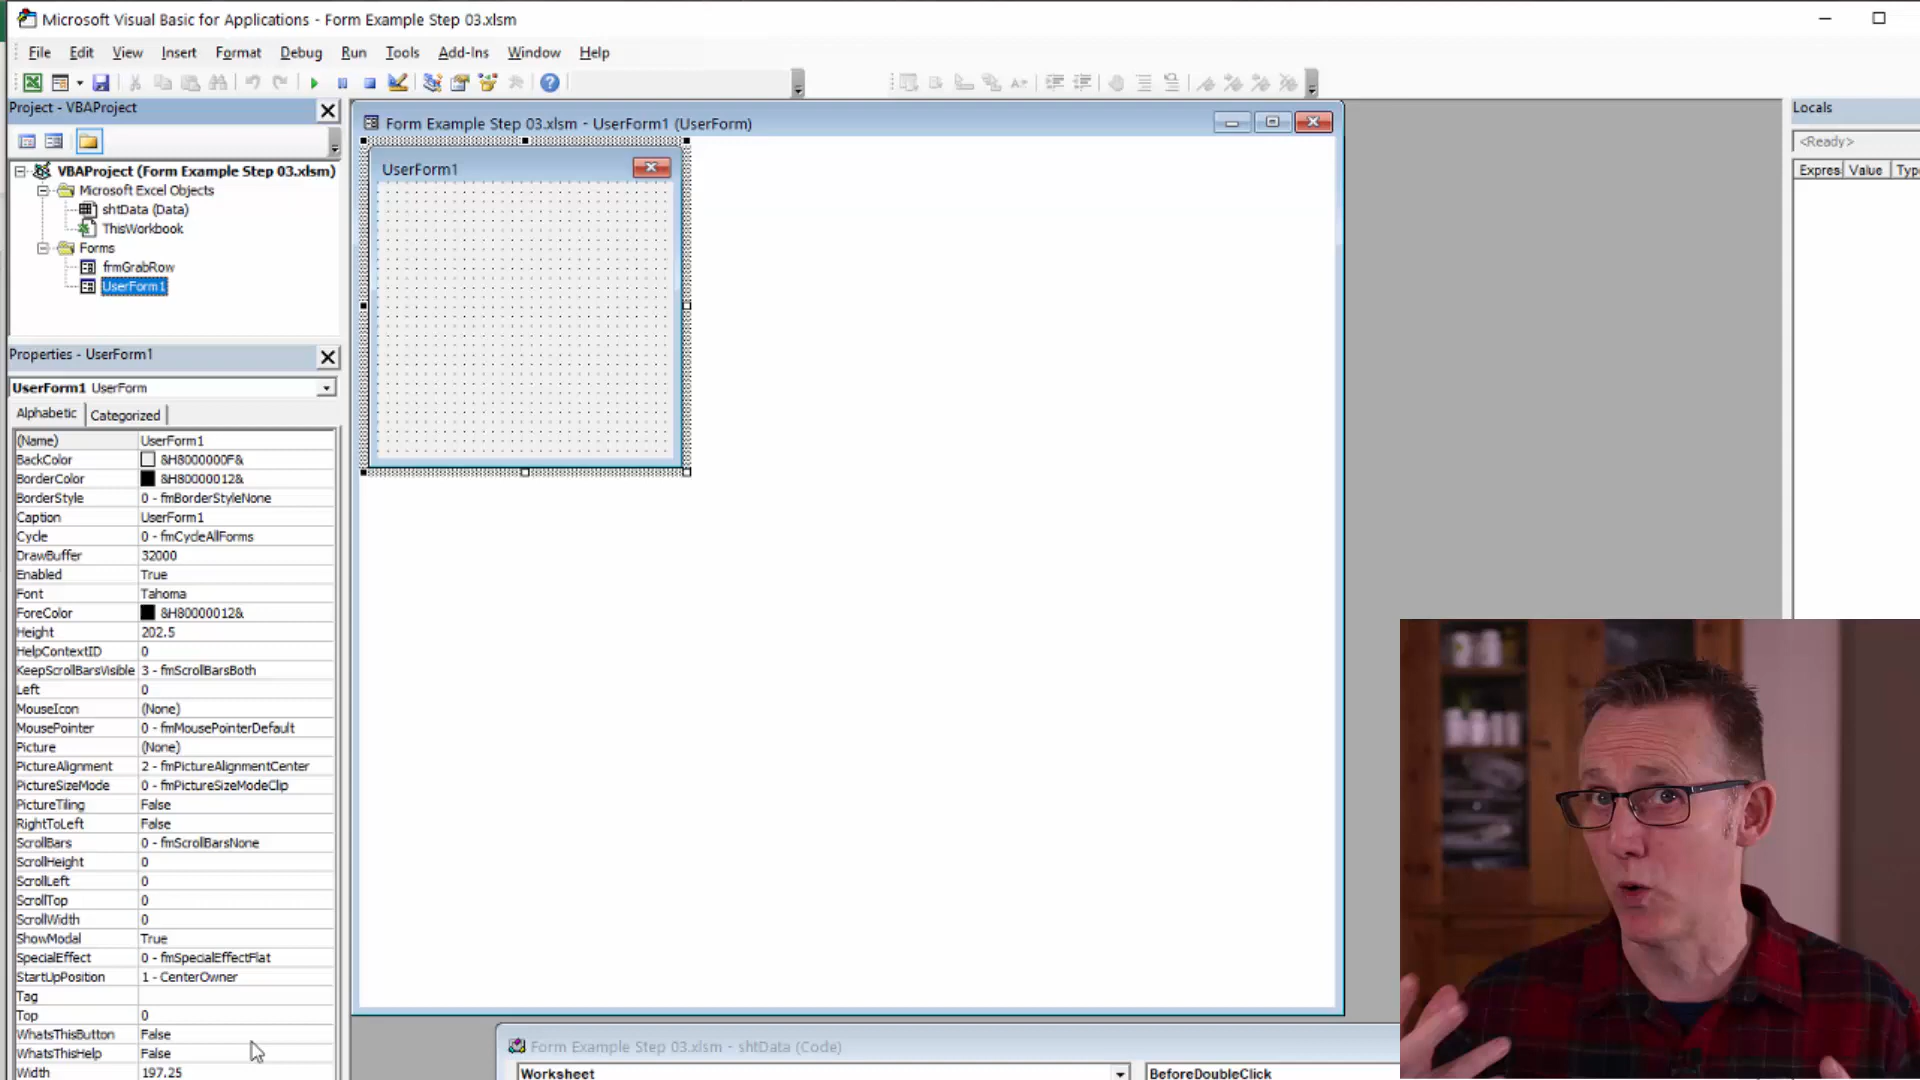 Microsoft Visual Basic for Applications - Form Example Step 03.xlsm
File Edit View Insert Format Debug Run Tools Add-Ins Window Help
Project - VBAProject
VBAProject (Form Example Step 03.xlsm)
Microsoft Excel Objects
shtData (Data)
ThisWorkbook
Forms
frmGrabRow
UserForm1
Properties - UserForm1
UserForm1 UserForm
Alphabetic Categorized
(Name) UserForm1
BackColor &H8000000F&
BorderColor &H80000012&
BorderStyle 0 - fmBorderStyleNone
Caption UserForm1
Cycle 0 - fmCycleAllForms
DrawBuffer 32000
Enabled True
Font Tahoma
ForeColor &H80000012&
Height 202.5
HelpContextID 0
KeepScrollBarsVisible 3 - fmScrollBarsBoth
Left 0
MouseIcon (None)
MousePointer 0 - fmMousePointerDefault
Picture (None)
PictureAlignment 2 - fmPictureAlignmentCenter
PictureSizeMode 0 - fmPictureSizeModeClip
PictureTiling False
RightToLeft False
ScrollBars 0 - fmScrollBarsNone
ScrollHeight 0
ScrollLeft 0
ScrollTop 0
ScrollWidth 0
ShowModal True
SpecialEffect 0 - fmSpecialEffectFlat
StartUpPosition 1 - CenterOwner
Tag
Top 0
WhatsThisButton False
WhatsThisHelp False
Width 197.25
Form Example Step 03.xlsm - UserForm1 (UserForm)
UserForm1
Form Example Step 03.xlsm - shtData (Code)
Worksheet BeforeDoubleClick
Locals
<Ready>
Expres Value Typ